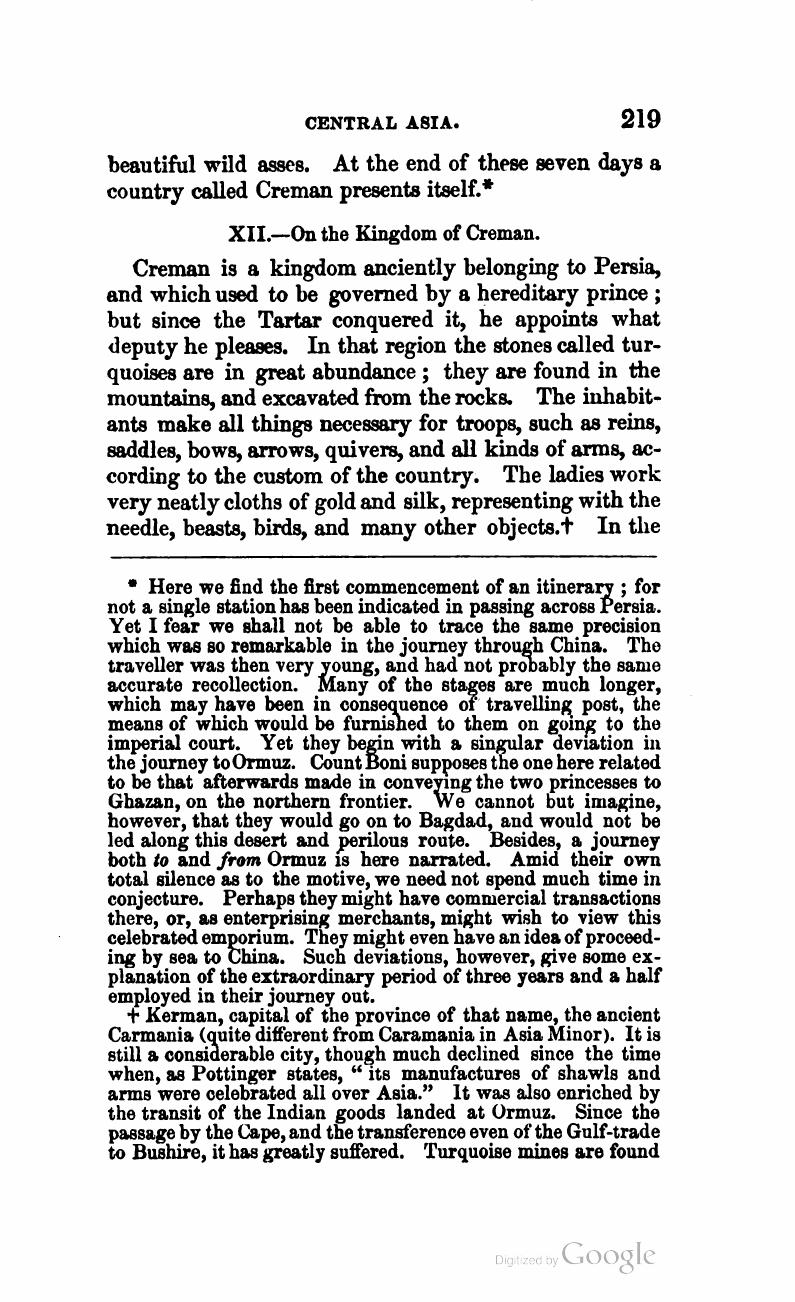 CENTRAL ASIA. 219
beautiful wild asses. At the end of these seven days a
country called Creman presents itself.*
XII.—On the Kingdom of Creman.
Creman is a kingdom anciently belonging to Persia,
and which used to be governed by a hereditary prince ;
but since the Tartar conquered it, he appoints what
deputy he pleases. In that region the stones called tur-
quoises are in great abundance ; they are found in the
mountains, and excavated from the rocks. The inhabit-
ants make all things necessary for troops, such as reins,
saddles, bows, arrows, quivers, and all kinds of arms, ac-
cording to the custom of the country. The ladies work
very neatly cloths of gold and silk, representing with the
needle, beasts, birds, and many other objects.† In the
* Here we find the first commencement of an itinerary ; for
not a single station has been indicated in passing across Persia.
Yet I fear we shall not be able to trace the same precision
which was so remarkable in the journey through China. The
traveller was then very young, and had not probably the same
accurate recollection. Many of the stages are much longer,
which may have been in consequence of travelling post, the
means of which would be furnished to them on going to the
imperial court. Yet they begin with a singular deviation in
the journey to Ormuz. Count Boni supposes the one here related
to be that afterwards made in conveying the two princesses to
Ghazan, on the northern frontier. We cannot but imagine,
however, that they would go on to Bagdad, and would not be
led along this desert and perilous route. Besides, a journey
both to and from Ormuz is here narrated. Amid their own
total silence as to the motive, we need not spend much time in
conjecture. Perhaps they might have commercial transactions
there, or, as enterprising merchants, might wish to view this
celebrated emporium. They might even have an idea of proceed-
ing by sea to China. Such deviations, however, give some ex-
planation of the extraordinary period of three years and a half
employed in their journey out.
† Kerman, capital of the province of that name, the ancient
Carmania (quite different from Caramania in Asia Minor). It is
still a considerable city, though much declined since the time
when, as Pottinger states, “ its manufactures of shawls and
arms were celebrated all over Asia.” It was also enriched by
the transit of the Indian goods landed at Ormuz. Since the
passage by the Cape, and the transference even of the Gulf-trade
to Bushire, it has greatly suffered. Turquoise mines are found
Digitized by Google